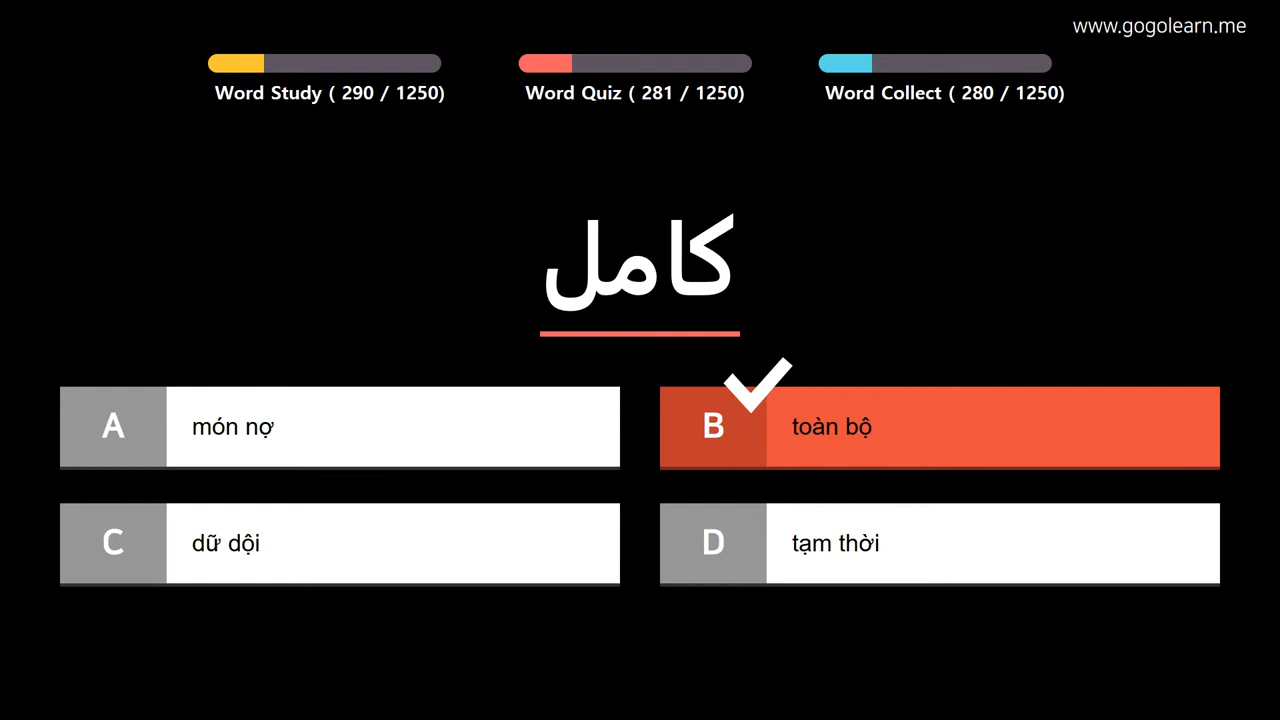 www.gogolearn.me
Word Study ( 290 / 1250)
Word Quiz ( 281 / 1250)
Word Collect ( 280 / 1250)
كامل
A
món nợ
B
toàn bộ
C
dữ dội
D
tạm thời